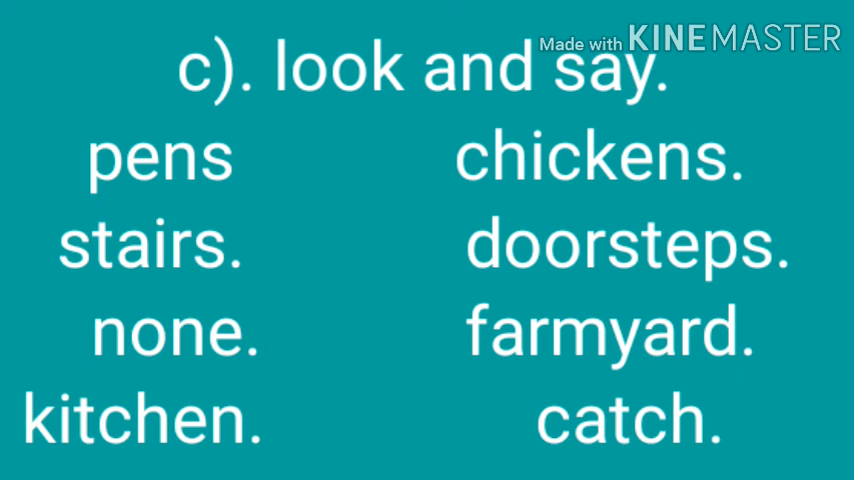 Made with KINEMASTER
c). look and say.
pens chickens.
stairs. doorsteps.
none. farmyard.
kitchen. catch.